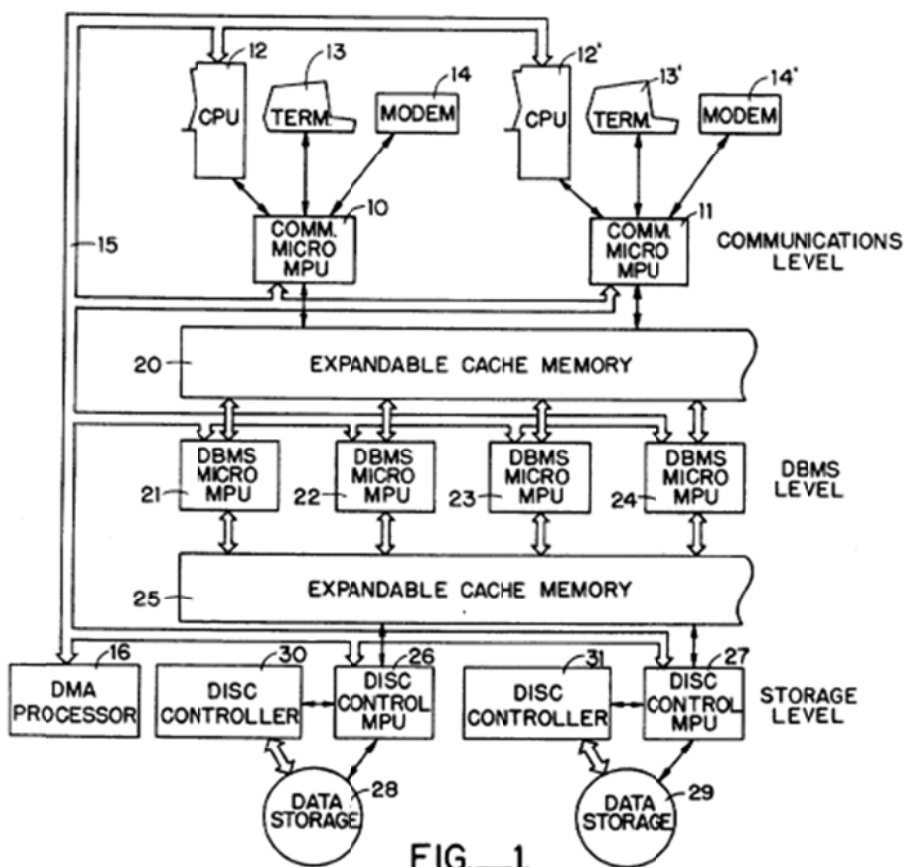 12
13
14
12'
13'
14'
CPU
TERM.
MODEM
CPU
TERM.
MODEM
10
11
15
COMM.
MICRO
MPU
COMM.
MICRO
MPU
COMMUNICATIONS
LEVEL
20
EXPANDABLE CACHE MEMORY
DBMS
MICRO
MPU
21
DBMS
MICRO
MPU
22
DBMS
MICRO
MPU
23
DBMS
MICRO
MPU
24
DBMS
LEVEL
25
EXPANDABLE CACHE MEMORY
16
30
26
31
27
DMA
PROCESSOR
DISC
CONTROLLER
DISC
CONTROL
MPU
DISC
CONTROLLER
DISC
CONTROL
MPU
STORAGE
LEVEL
DATA
STORAGE
28
DATA
STORAGE
29
FIG__1